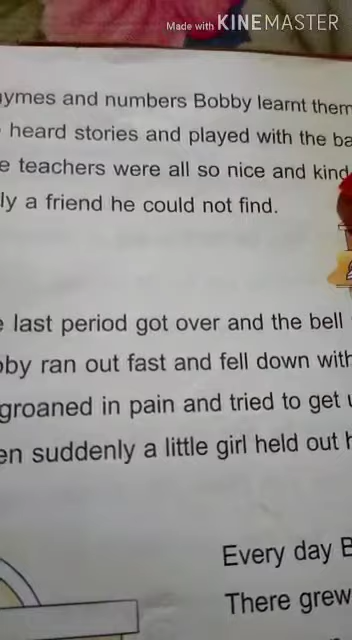 Made with KINEMASTER
ymes and numbers Bobby learnt them
heard stories and played with the ba
e teachers were all so nice and kind
ly a friend he could not find.
e last period got over and the bell
by ran out fast and fell down with
groaned in pain and tried to get u
en suddenly a little girl held out h
Every day B
There grew